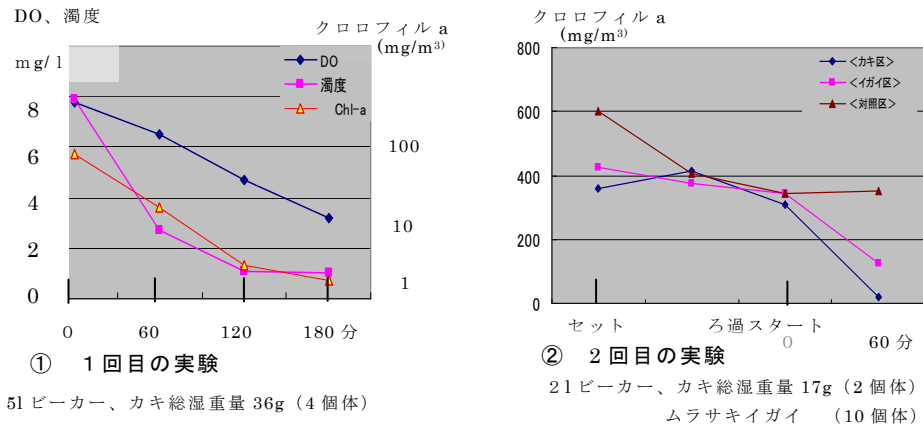 DO、濁度
クロロフィル a
(mg/m³⁾
mg/ l
DO
濁度
Chl-a
8
6
4
2
0
100
10
1
0 60 120 180 分
① 1回目の実験
5l ビーカー、カキ総湿重量 36g（4 個体）
クロロフィル a
(mg/m³⁾
800
600
400
200
0
<カキ区>
<イガイ区>
<対照区>
セット ろ過スタート
0 60 分
② 2回目の実験
2l ビーカー、カキ総湿重量 17g（2 個体）
ムラサキイガイ （10 個体）